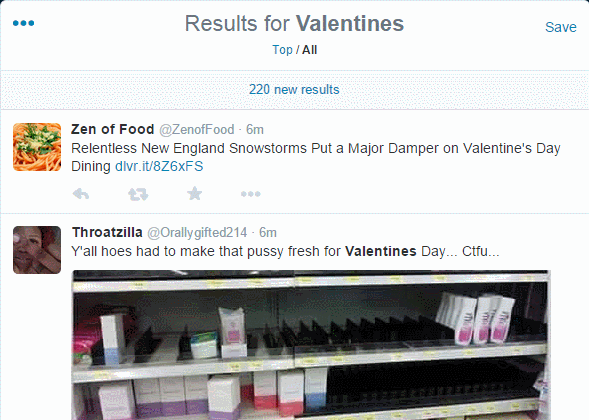 Results for Valentines
Save
Top / All
220 new results
Zen of Food @ZenofFood · 6m
Relentless New England Snowstorms Put a Major Damper on Valentine's Day
Dining dlvr.it/8Z6xFS
Throatzilla @Orallygifted214 · 6m
Y'all hoes had to make that pussy fresh for Valentines Day... Ctfu...